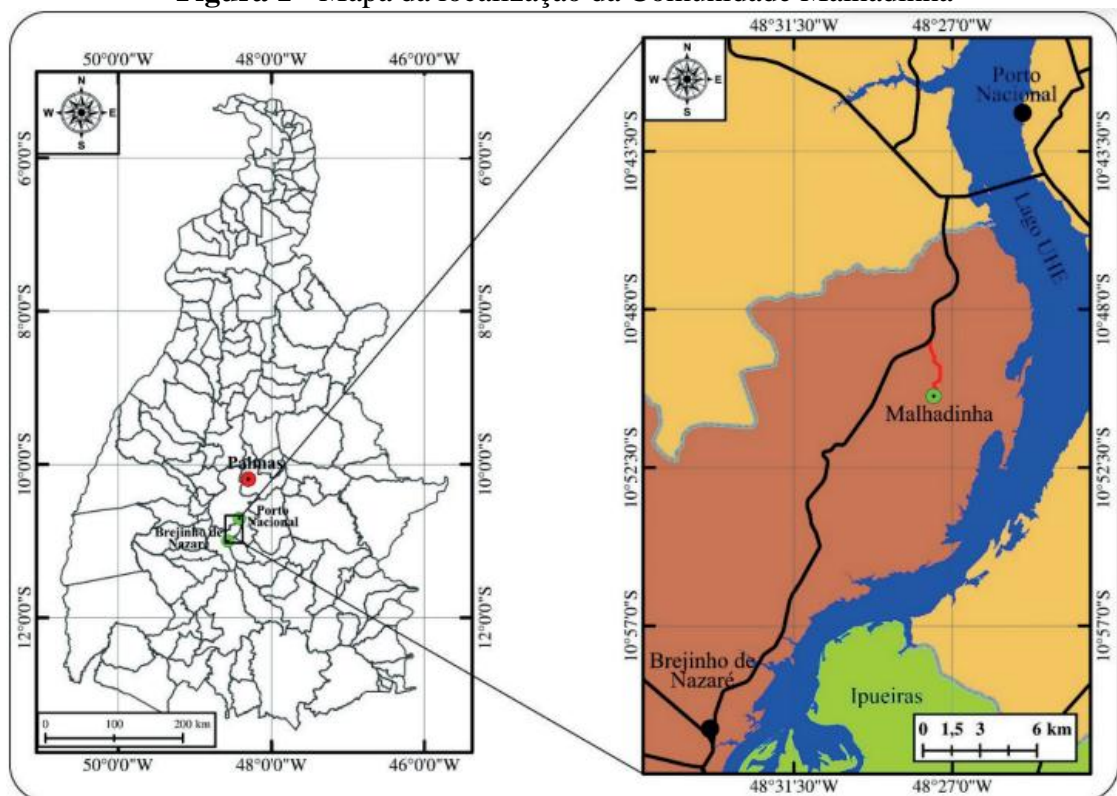 Figura 1 - Mapa da localização da Comunidade Malhadinha
50°0'0"W 48°0'0"W 46°0'0"W
N
W E
S
6°0'0"S
8°0'0"S
10°0'0"S
12°0'0"S
6°0'0"S
8°0'0"S
10°0'0"S
12°0'0"S
Palmas
Porto
Nacional
Brejinho de
Nazaré
0 100 200 km
50°0'0"W 48°0'0"W 46°0'0"W
48°31'30"W 48°27'0"W
N
W E
S
Porto
Nacional
10°43'30"S
10°48'0"S
10°52'30"S
10°57'0"S
10°43'30"S
10°48'0"S
10°52'30"S
10°57'0"S
Lago UHE
Malhadinha
Brejinho de
Nazaré
Ipueiras
0 1,5 3 6 km
48°31'30"W 48°27'0"W